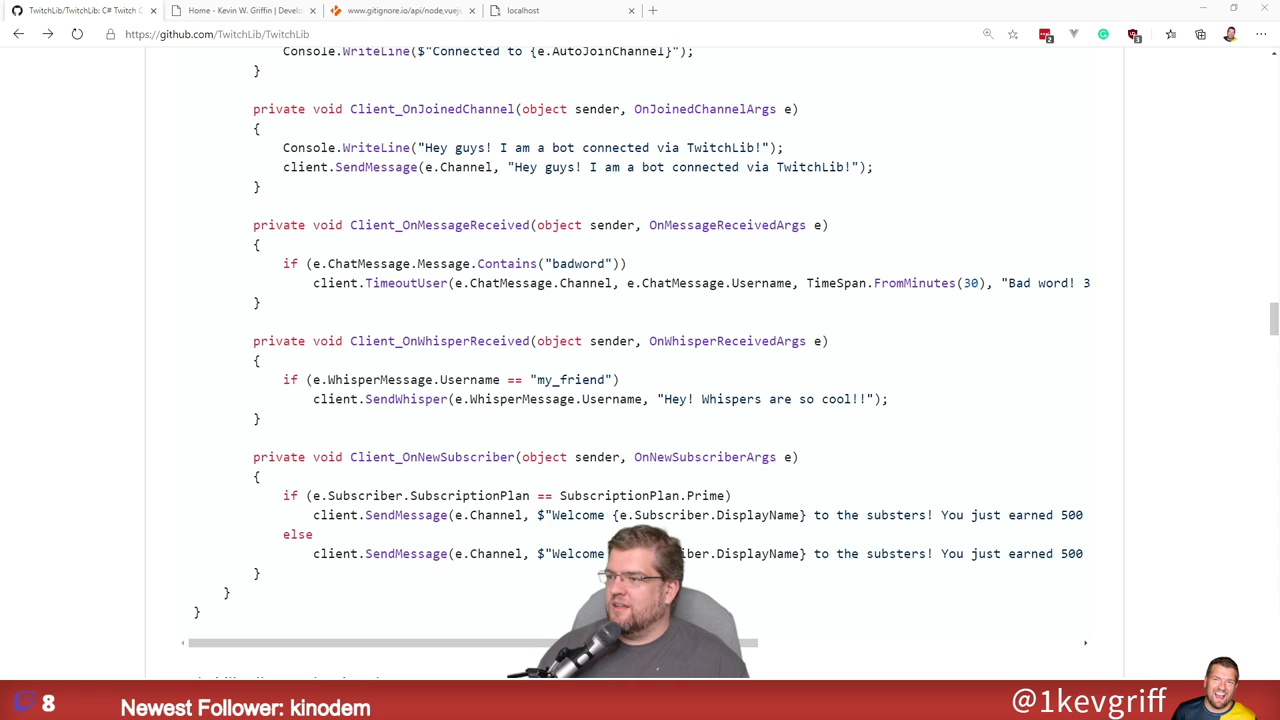 TwitchLib/TwitchLib: C# Twitch C
Home - Kevin W. Griffin | Develo
www.gitignore.io/api/node,vuejs
localhost
https://github.com/TwitchLib/TwitchLib
Console.WriteLine($"Connected to {e.AutoJoinChannel}");
}
private void Client_OnJoinedChannel(object sender, OnJoinedChannelArgs e)
{
Console.WriteLine("Hey guys! I am a bot connected via TwitchLib!");
client.SendMessage(e.Channel, "Hey guys! I am a bot connected via TwitchLib!");
}
private void Client_OnMessageReceived(object sender, OnMessageReceivedArgs e)
{
if (e.ChatMessage.Message.Contains("badword"))
client.TimeoutUser(e.ChatMessage.Channel, e.ChatMessage.Username, TimeSpan.FromMinutes(30), "Bad word! 3
}
private void Client_OnWhisperReceived(object sender, OnWhisperReceivedArgs e)
{
if (e.WhisperMessage.Username == "my_friend")
client.SendWhisper(e.WhisperMessage.Username, "Hey! Whispers are so cool!!");
}
private void Client_OnNewSubscriber(object sender, OnNewSubscriberArgs e)
{
if (e.Subscriber.SubscriptionPlan == SubscriptionPlan.Prime)
client.SendMessage(e.Channel, $"Welcome {e.Subscriber.DisplayName} to the substers! You just earned 500
else
client.SendMessage(e.Channel, $"Welcome criber.DisplayName} to the substers! You just earned 500
}
}
}
8
Newest Follower: kinodem
@1kevgriff